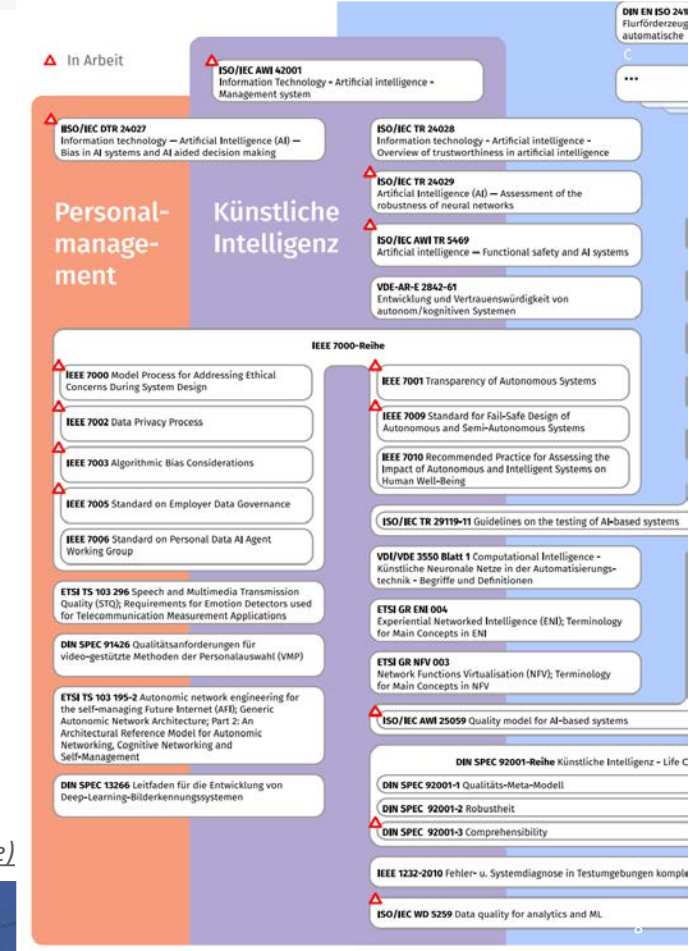 DIN EN ISO 241
Flurförderzeug
automatische
C
...
In Arbeit
ISO/IEC AWI 42001
Information Technology - Artificial intelligence -
Management system
IISO/IEC DTR 24027
Information technology — Artificial Intelligence (AI) —
Bias in AI systems and AI aided decision making
ISO/IEC TR 24028
Information technology - Artificial intelligence -
Overview of trustworthiness in artificial intelligence
ISO/IEC TR 24029
Artificial Intelligence (AI) — Assessment of the
robustness of neural networks
Personal-
manage-
ment
Künstliche
Intelligenz
ISO/IEC AWI TR 5469
Artificial intelligence — Functional safety and AI systems
VDE-AR-E 2842-61
Entwicklung und Vertrauenswürdigkeit von
autonom/kognitiven Systemen
IEEE 7000-Reihe
IEEE 7000 Model Process for Addressing Ethical
Concerns During System Design
IEEE 7002 Data Privacy Process
IEEE 7003 Algorithmic Bias Considerations
IEEE 7005 Standard on Employer Data Governance
IEEE 7006 Standard on Personal Data AI Agent
Working Group
IEEE 7001 Transparency of Autonomous Systems
IEEE 7009 Standard for Fail-Safe Design of
Autonomous and Semi-Autonomous Systems
IEEE 7010 Recommended Practice for Assessing the
Impact of Autonomous and Intelligent Systems on
Human Well-Being
ISO/IEC TR 29119-11 Guidelines on the testing of AI-based systems
ETSI TS 103 296 Speech and Multimedia Transmission
Quality (STQ); Requirements for Emotion Detectors used
for Telecommunication Measurement Applications
DIN SPEC 91426 Qualitätsanforderungen für
video-gestützte Methoden der Personalauswahl (VMP)
ETSI TS 103 195-2 Autonomic network engineering for
the self-managing Future Internet (AFI); Generic
Autonomic Network Architecture; Part 2: An
Architectural Reference Model for Autonomic
Networking, Cognitive Networking and
Self-Management
DIN SPEC 13266 Leitfaden für die Entwicklung von
Deep-Learning-Bilderkennungssystemen
VDI/VDE 3550 Blatt 1 Computational Intelligence -
Künstliche Neuronale Netze in der Automatisierungs-
technik - Begriffe und Definitionen
ETSI GR ENI 004
Experiential Networked Intelligence (ENI); Terminology
for Main Concepts in ENI
ETSI GR NFV 003
Network Functions Virtualisation (NFV); Terminology
for Main Concepts in NFV
ISO/IEC AWI 25059 Quality model for AI-based systems
DIN SPEC 92001-Reihe Künstliche Intelligenz - Life C
DIN SPEC 92001-1 Qualitäts-Meta-Modell
DIN SPEC 92001-2 Robustheit
DIN SPEC 92001-3 Comprehensibility
IEEE 1232-2010 Fehler- u. Systemdiagnose in Testumgebungen komple
ISO/IEC WD 5259 Data quality for analytics and ML
e)
8